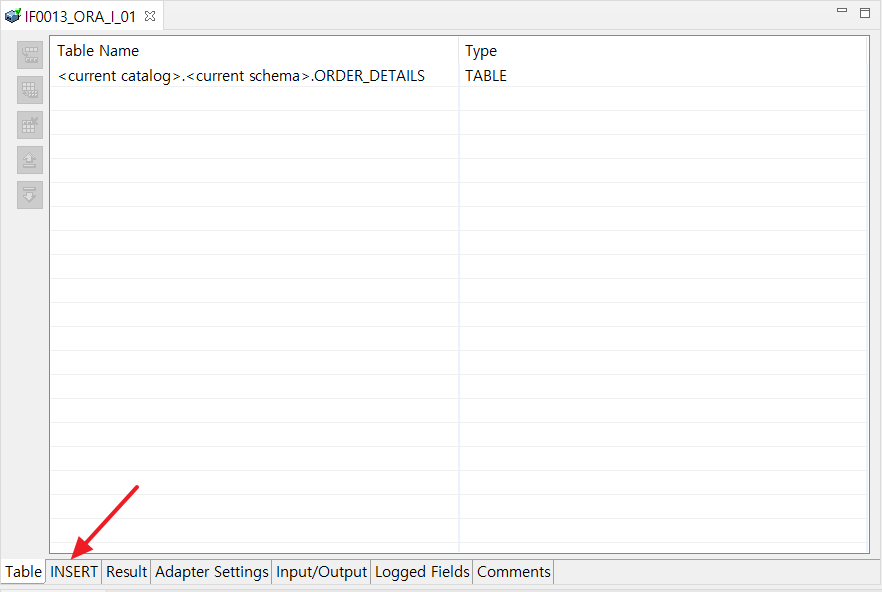 IF0013_ORA_I_01
Table Name Type
<current catalog>.<current schema>.ORDER_DETAILS TABLE
Table INSERT Result Adapter Settings Input/Output Logged Fields Comments